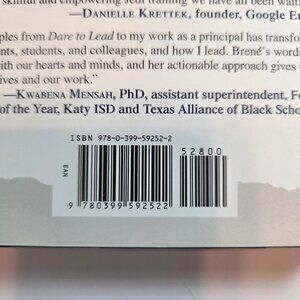 skillful and empowering Jedi training we have all been wait
—DANIELLE KRETTEK, founder, Google Em
ples from Dare to Lead to my work as a principal has transfo
nts, students, and colleagues, and how I lead. Brené's words
with our hearts and minds, and her actionable approach gives
ives and our work."
—KWABENA MENSAH, PhD, assistant superintendent, Fo
of the Year, Katy ISD and Texas Alliance of Black Scho
ISBN 978-0-399-59252-2
52800
EAN
9 780399 592522